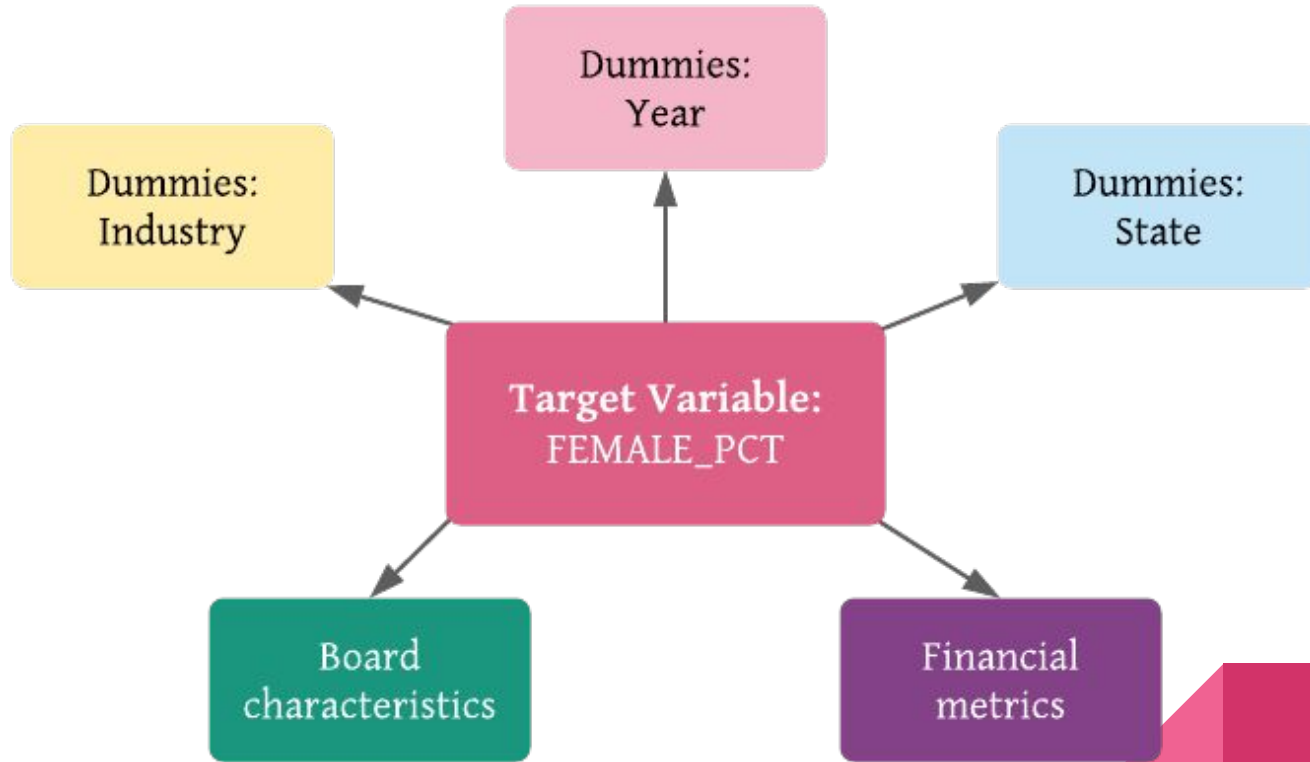 Dummies:
Year
Dummies:
Industry
Dummies:
State
Target Variable:
FEMALE_PCT
Board
characteristics
Financial
metrics